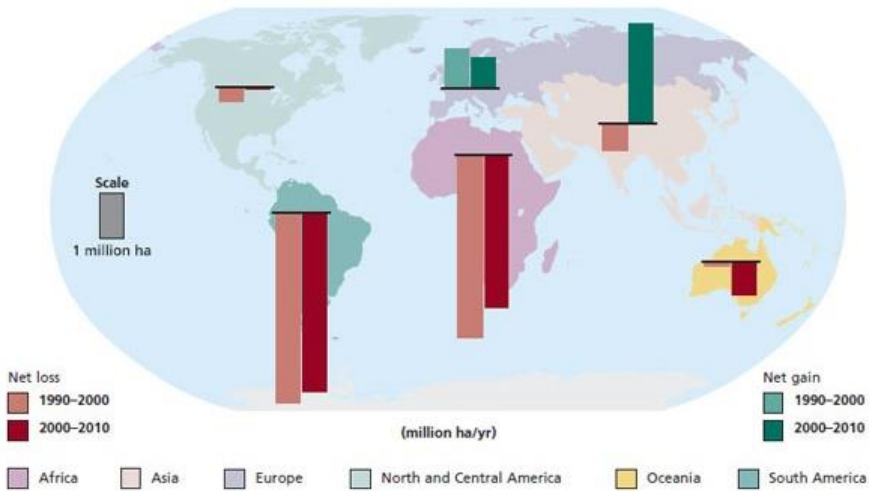 Scale
1 million ha
Net loss
1990–2000
2000–2010
(million ha/yr)
Net gain
1990–2000
2000–2010
Africa
Asia
Europe
North and Central America
Oceania
South America